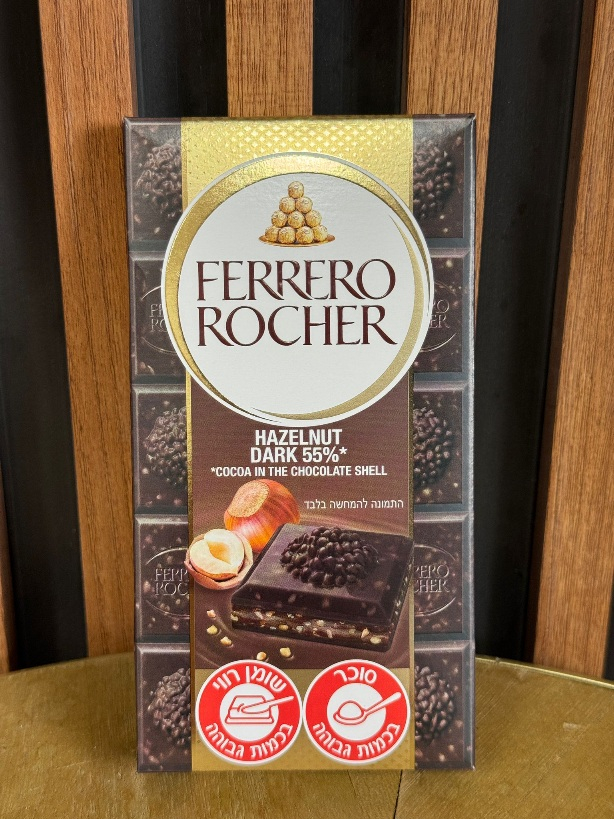 FERRERO
ROCHER
HAZELNUT
DARK 55%*
*COCOA IN THE CHOCOLATE SHELL
התמונה להמחשה בלבד
שומן רווי
בכמות גבוהה
סוכר
בכמות גבוהה